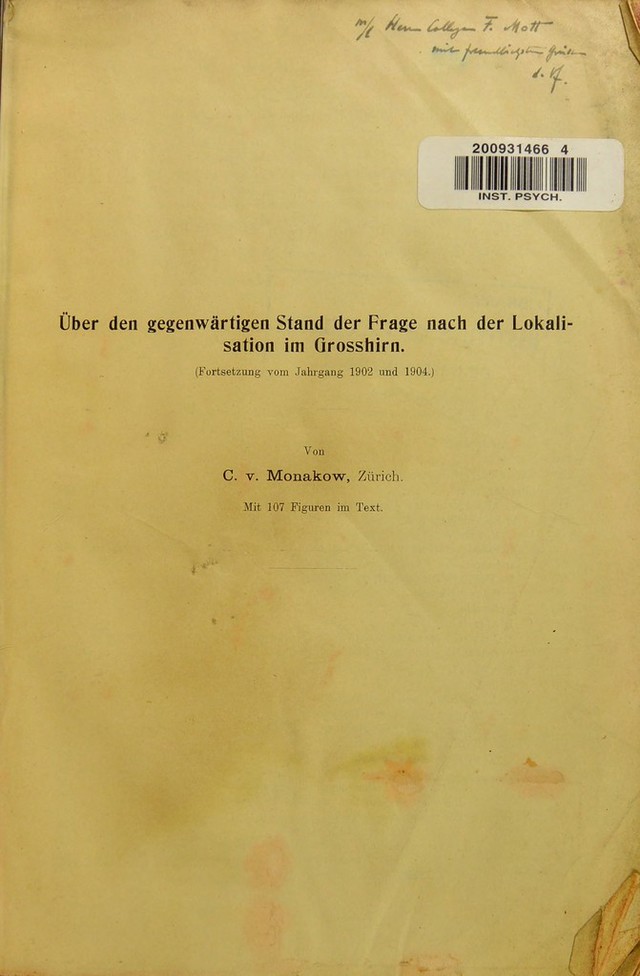 Herrn Collegen F. Mott
mit freundlichsten Grüssen
d. Vf.
200931466 4
INST. PSYCH.
Über den gegenwärtigen Stand der Frage nach der Lokali-
sation im Grosshirn.
(Fortsetzung vom Jahrgang 1902 und 1904.)
Von
C. v. Monakow, Zürich.
Mit 107 Figuren im Text.